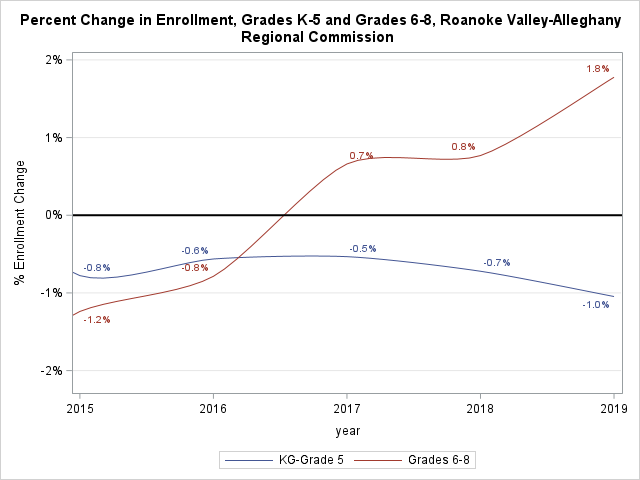 Percent Change in Enrollment, Grades K-5 and Grades 6-8, Roanoke Valley-Alleghany
Regional Commission
2%
1.8%
1%
0.8%
0.7%
% Enrollment Change
0%
-0.6%
-0.5%
-0.8%
-0.8%
-0.7%
-1%
-1.0%
-1.2%
-2%
2015 2016 2017 2018 2019
year
KG-Grade 5 Grades 6-8